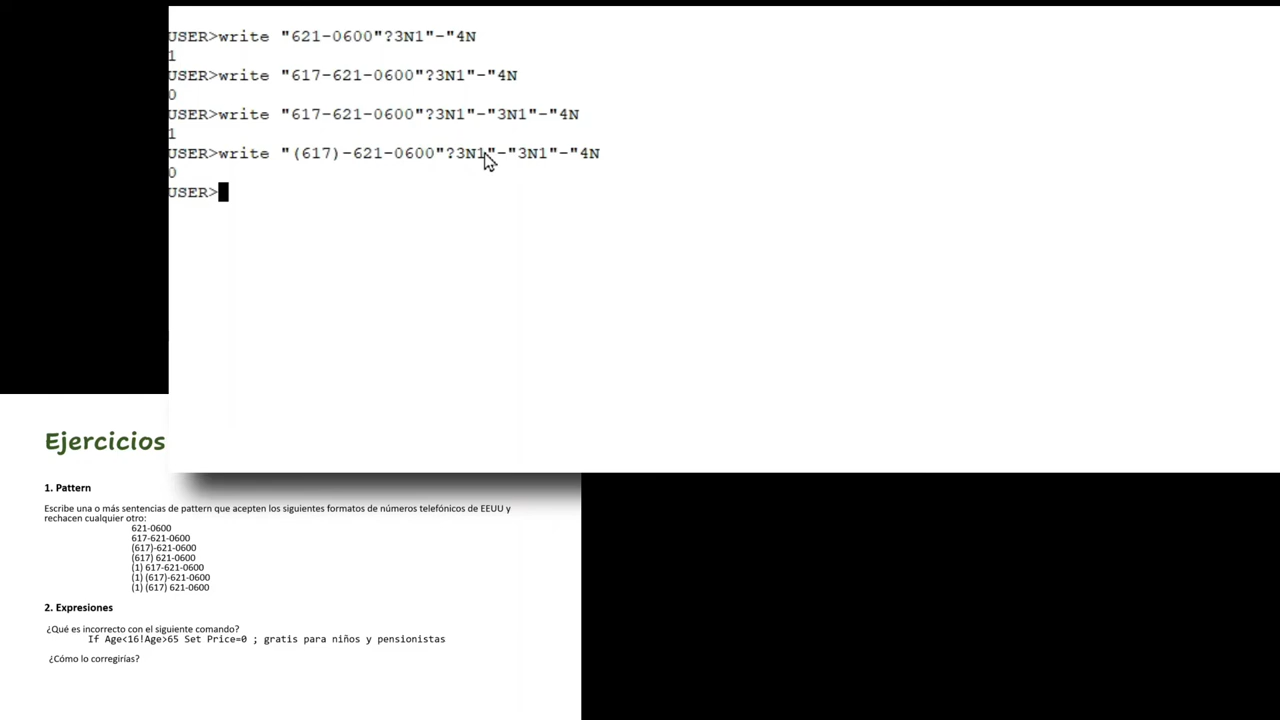 USER>write "621-0600"?3N1"-"4N
1
USER>write "617-621-0600"?3N1"-"4N
0
USER>write "617-621-0600"?3N1"-"3N1"-"4N
1
USER>write "(617)-621-0600"?3N1"-"3N1"-"4N
0
USER>
Ejercicios
1. Pattern
Escribe una o más sentencias de pattern que acepten los siguientes formatos de números telefónicos de EEUU y
rechacen cualquier otro:
621-0600
617-621-0600
(617)-621-0600
(617) 621-0600
(1) 617-621-0600
(1) (617)-621-0600
(1) (617) 621-0600
2. Expresiones
¿Qué es incorrecto con el siguiente comando?
If Age<16!Age>65 Set Price=0 ; gratis para niños y pensionistas
¿Cómo lo corregirías?